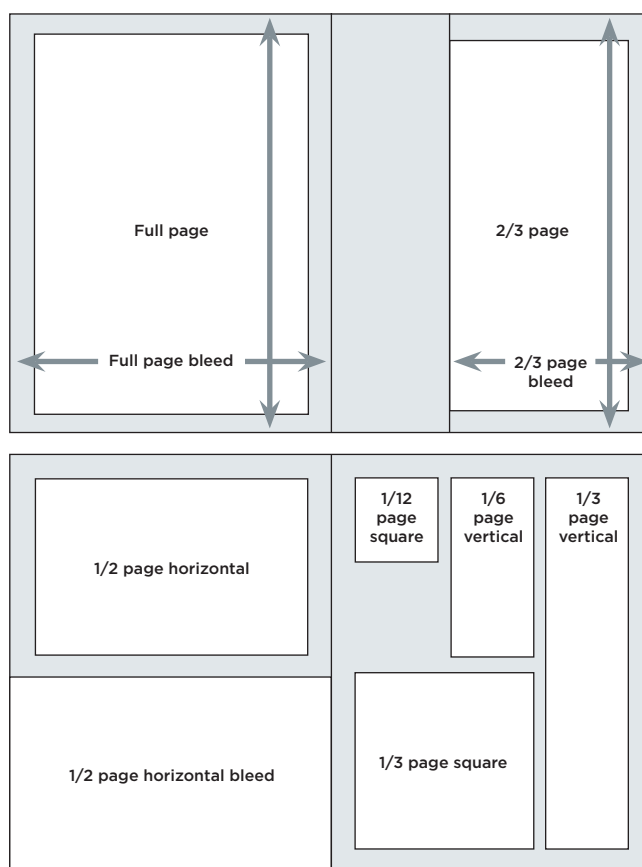 Full page
Full page bleed
2/3 page
2/3 page
bleed
1/2 page horizontal
1/2 page horizontal bleed
1/12
page
square
1/6
page
vertical
1/3
page
vertical
1/3 page square